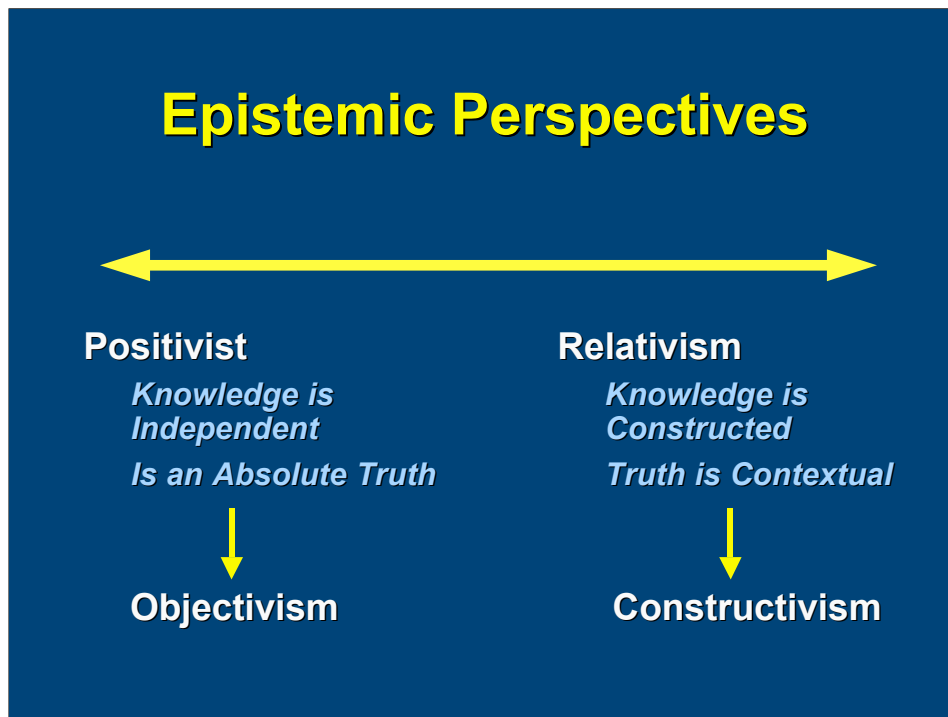 Epistemic Perspectives
Positivist
Knowledge is
Independent
Is an Absolute Truth
Objectivism
Relativism
Knowledge is
Constructed
Truth is Contextual
Constructivism